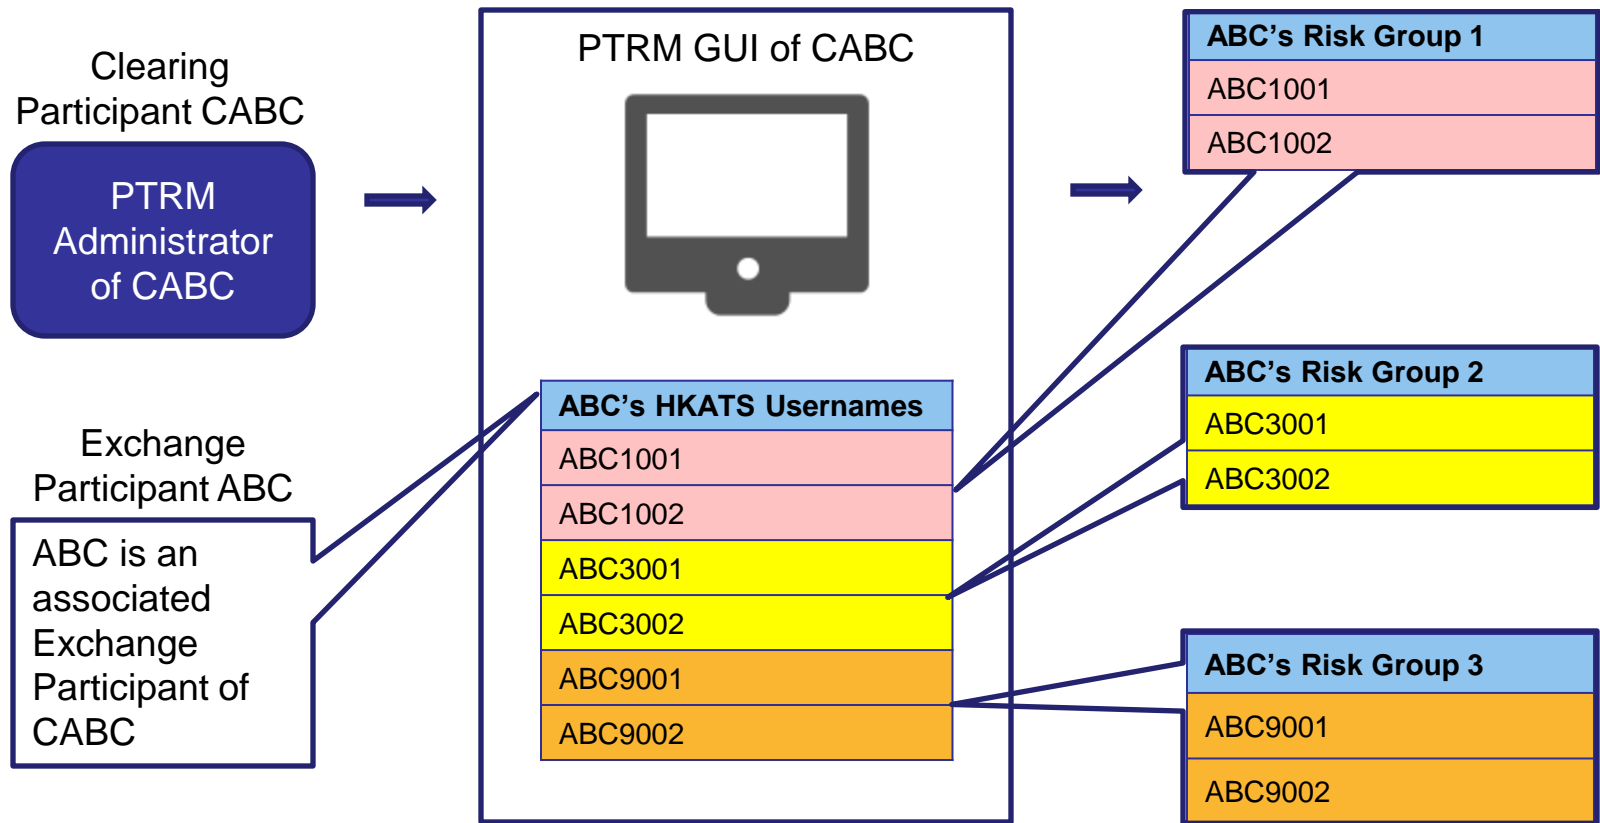 Clearing
Participant CABC
PTRM
Administrator
of CABC
Exchange
Participant ABC
ABC is an
associated
Exchange
Participant of
CABC
PTRM GUI of CABC
ABC's HKATS Usernames
ABC1001
ABC1002
ABC3001
ABC3002
ABC9001
ABC9002
ABC's Risk Group 1
ABC1001
ABC1002
ABC's Risk Group 2
ABC3001
ABC3002
ABC's Risk Group 3
ABC9001
ABC9002